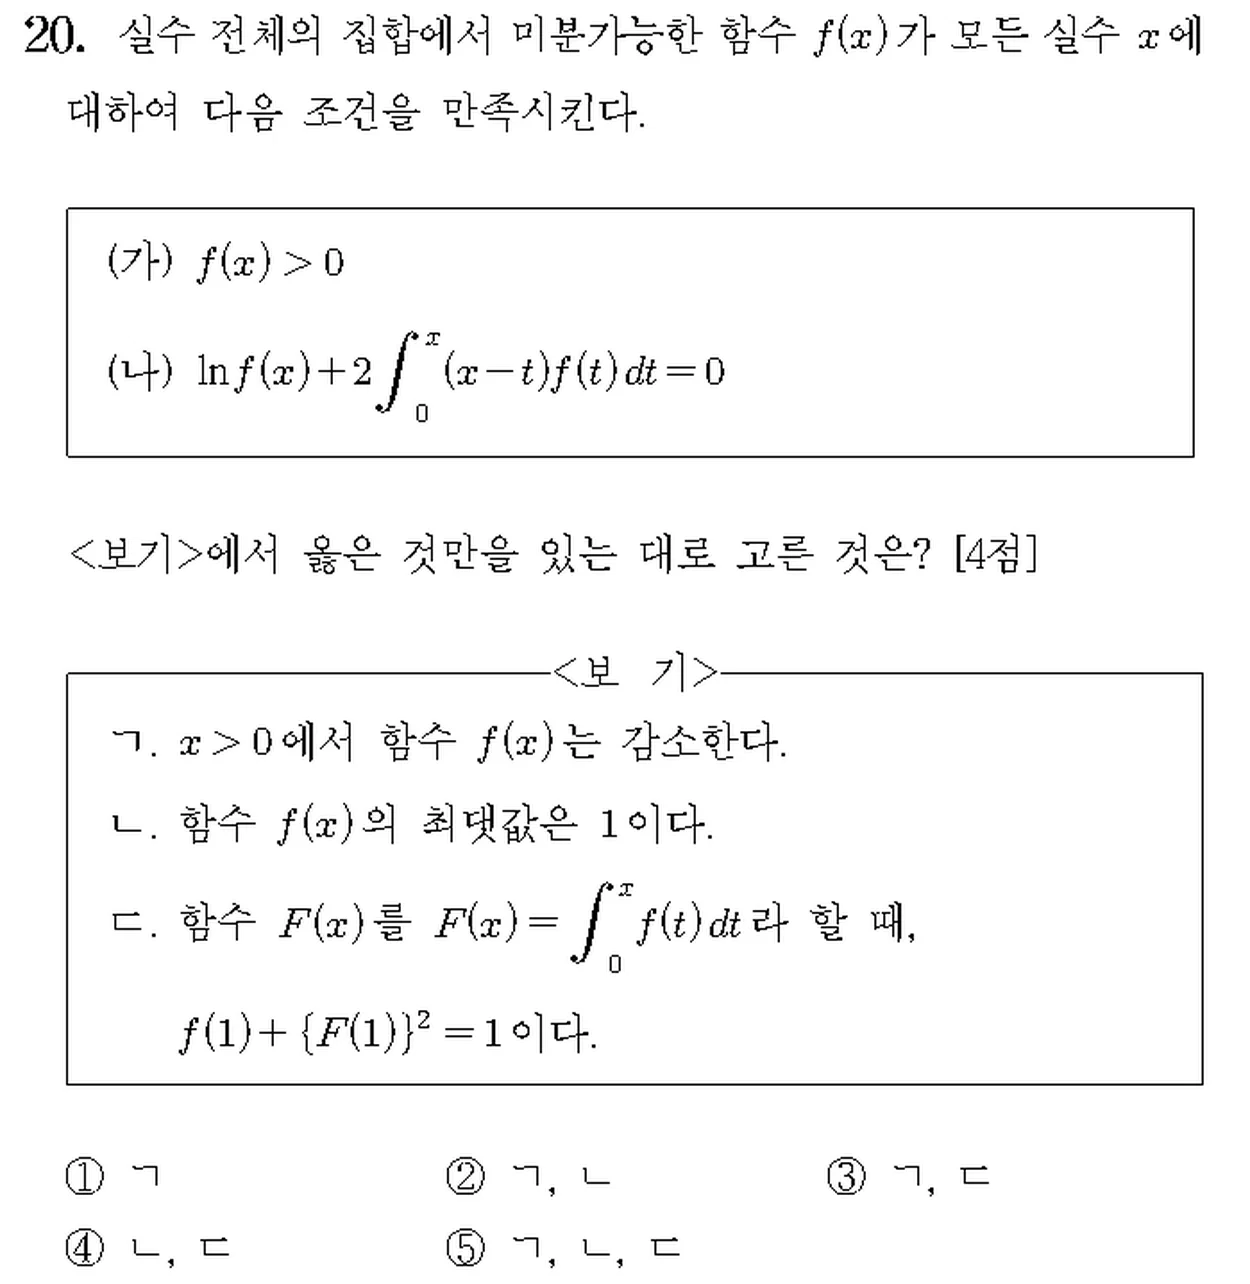 20. 실수 전체의 집합에서 미분가능한 함수 f(x)가 모든 실수 x에
대하여 다음 조건을 만족시킨다.
(가) f(x) > 0
(나) ln f(x) + 2∫₀ˣ (x−t)f(t) dt = 0
<보기>에서 옳은 것만을 있는 대로 고른 것은? [4점]
<보 기>
ㄱ. x > 0에서 함수 f(x)는 감소한다.
ㄴ. 함수 f(x)의 최댓값은 1이다.
ㄷ. 함수 F(x)를 F(x) = ∫₀ˣ f(t) dt라 할 때,
f(1) + {F(1)}² = 1이다.
① ㄱ ② ㄱ, ㄴ ③ ㄱ, ㄷ
④ ㄴ, ㄷ ⑤ ㄱ, ㄴ, ㄷ